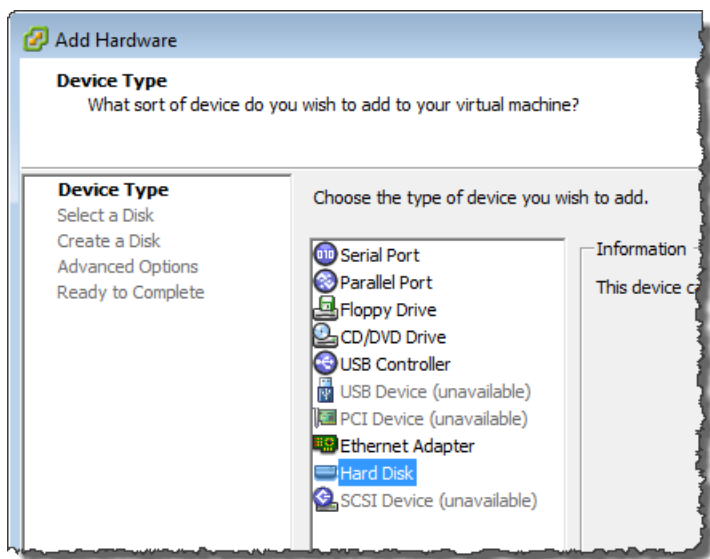 Add Hardware
Device Type
What sort of device do you wish to add to your virtual machine?
Device Type
Select a Disk
Create a Disk
Advanced Options
Ready to Complete
Choose the type of device you wish to add.
Serial Port
Parallel Port
Floppy Drive
CD/DVD Drive
USB Controller
USB Device (unavailable)
PCI Device (unavailable)
Ethernet Adapter
Hard Disk
SCSI Device (unavailable)
Information
This device